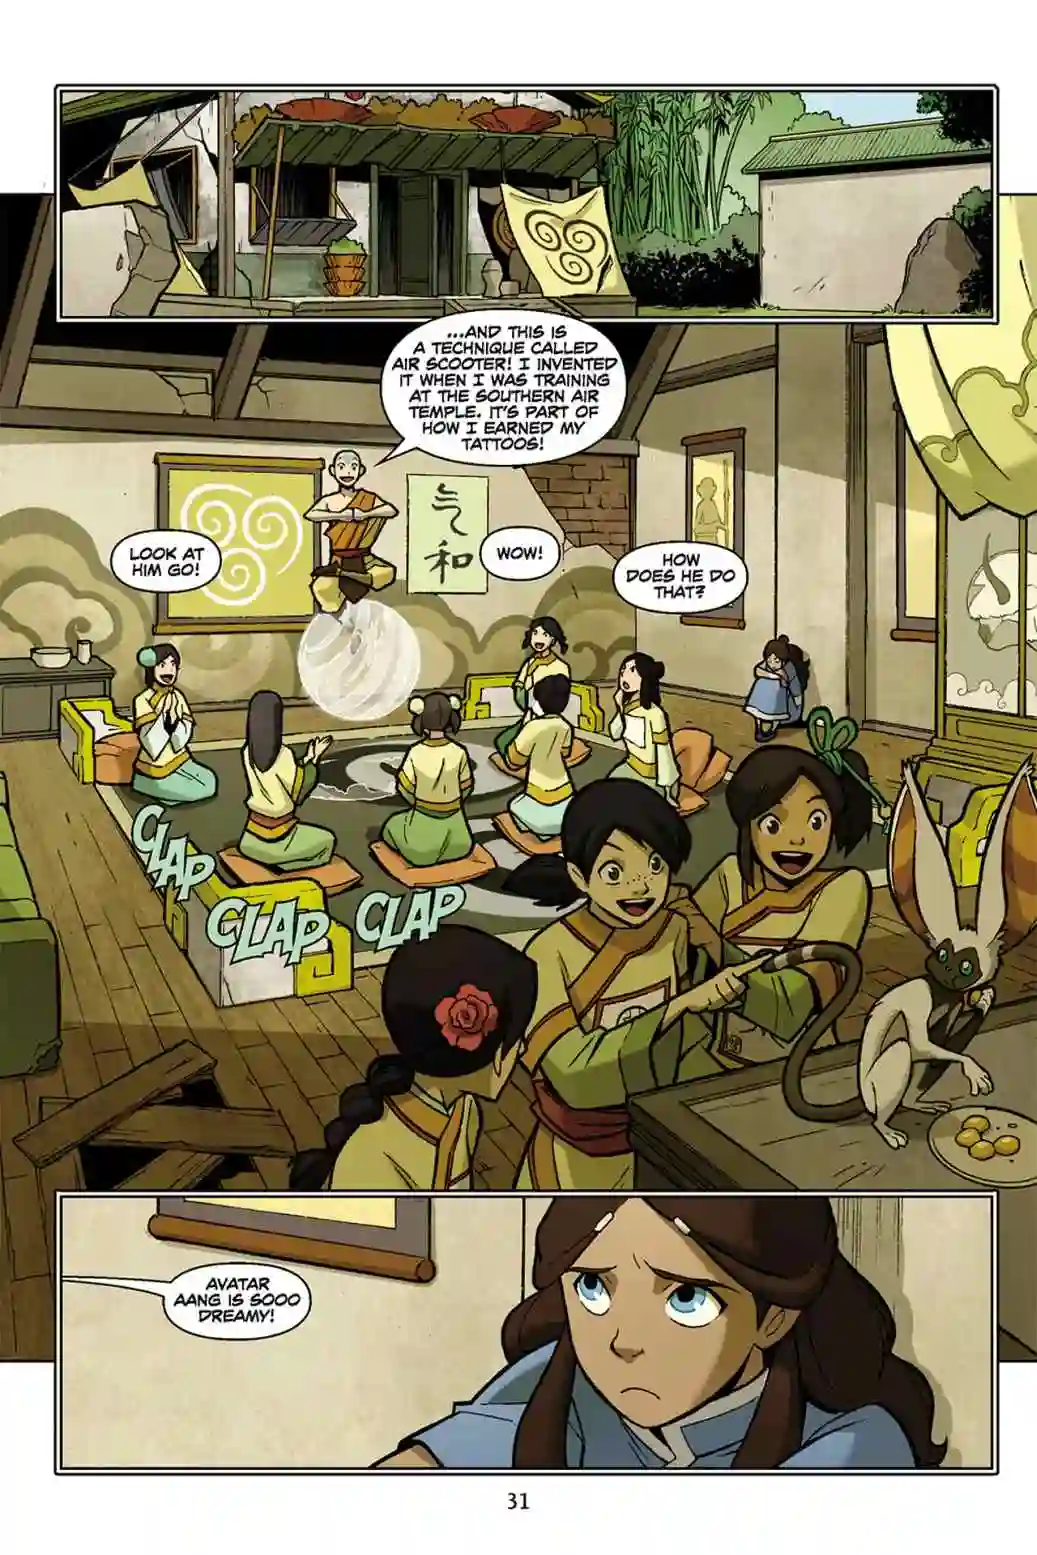 ...AND THIS IS
A TECHNIQUE CALLED
AIR SCOOTER! I INVENTED
IT WHEN I WAS TRAINING
AT THE SOUTHERN AIR
TEMPLE. IT'S PART OF
HOW I EARNED MY
TATTOOS!
LOOK AT
HIM GO!
气
和
WOW!
HOW
DOES HE DO
THAT?
CLAP
CLAP
CLAP
AVATAR
AANG IS SOOO
DREAMY!
31